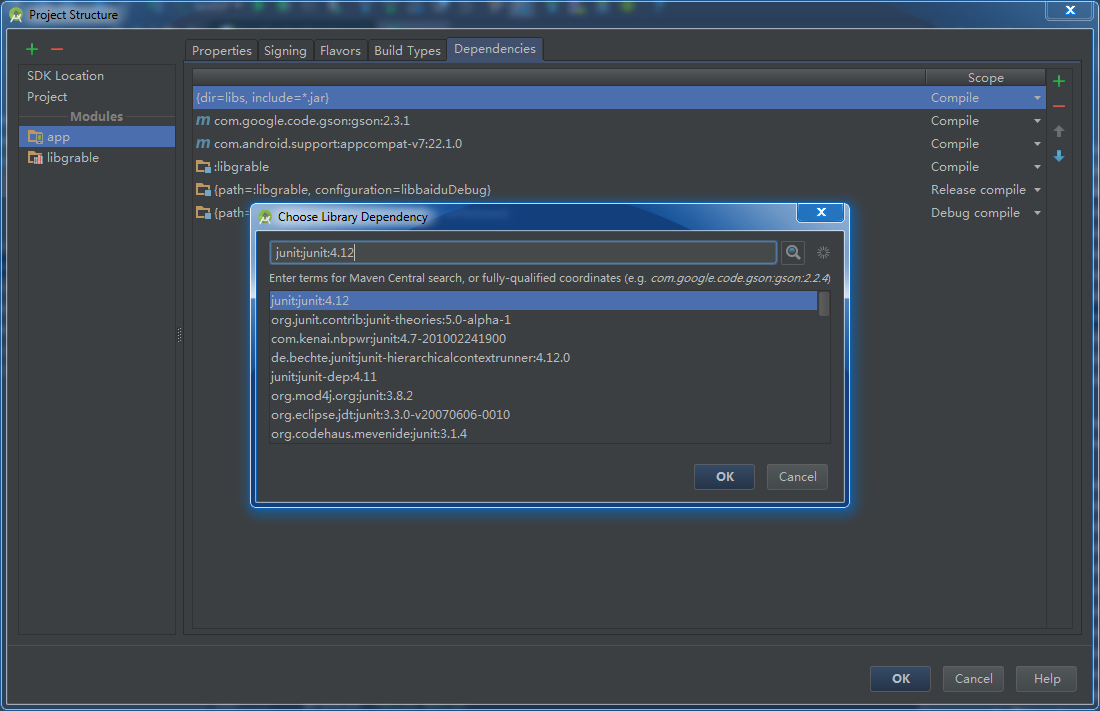 Project Structure
Properties Signing Flavors Build Types Dependencies
SDK Location
Project
Modules
app
libgrable
Scope
{dir=libs, include=*.jar} Compile
m com.google.code.gson:gson:2.3.1 Compile
m com.android.support:appcompat-v7:22.1.0 Compile
:libgrable Compile
{path=:libgrable, configuration=libbaiduDebug} Release compile
{path= Debug compile
Choose Library Dependency
junit:junit:4.12
Enter terms for Maven Central search, or fully-qualified coordinates (e.g. com.google.code.gson:gson:2.2.4)
junit:junit:4.12
org.junit.contrib:junit-theories:5.0-alpha-1
com.kenai.nbpwr:junit:4.7-201002241900
de.bechte.junit:junit-hierarchicalcontextrunner:4.12.0
junit:junit-dep:4.11
org.mod4j.org:junit:3.8.2
org.eclipse.jdt:junit:3.3.0-v20070606-0010
org.codehaus.mevenide:junit:3.1.4
OK Cancel
OK Cancel Help